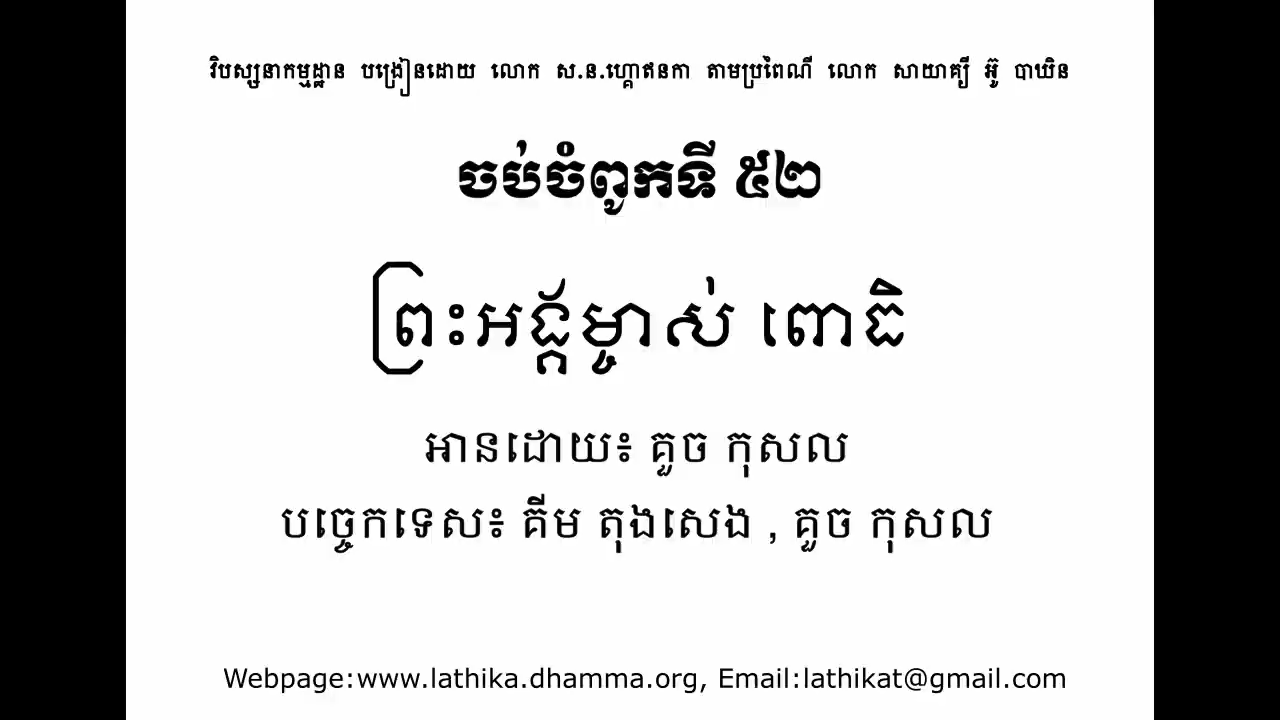 វិបស្សនាកម្មដ្ឋាន បង្រៀនដោយ លោក ស.ន.ហ្គោឥនកា តាមប្រពៃណី លោក សាយាគ្យី អ៊ូ បាឃិន
ចប់ចំពូកទី ៥២
ព្រះអង្គម្ចាស់ ពោធិ
អានដោយ៖ គួច កុសល
បច្ចេកទេស៖ គីម តុងសេង , គួច កុសល
Webpage:www.lathika.dhamma.org, Email:lathikat@gmail.com